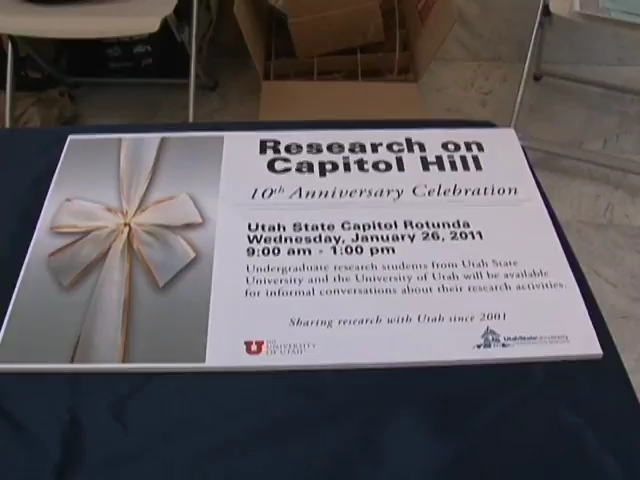 Research on
Capitol Hill
10th Anniversary Celebration
Utah State Capitol Rotunda
Wednesday, January 26, 2011
9:00 am - 1:00 pm
Undergraduate research students from Utah State
University and the University of Utah will be available
for informal conversations about their research activities.
Sharing research with Utah since 2001
U THE
UNIVERSITY
OF UTAH
UtahStateUniversity